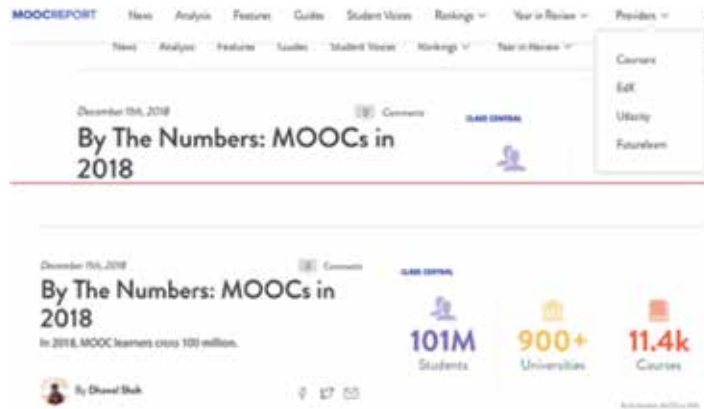 MOOCREPORT News Analysis Features Guides Student Voices Rankings Year in Review Providers
News Analysis Features Guides Student Voices Rankings Year in Review
Coursera
EdX
Udacity
Futurelearn
December 11th, 2018 Comments
CLASS CENTRAL
By The Numbers: MOOCs in
2018
December 11th, 2018 Comments
CLASS CENTRAL
By The Numbers: MOOCs in
2018
In 2018, MOOC learners cross 100 million.
By Dhawal Shah
101M
Students
900+
Universities
11.4k
Courses